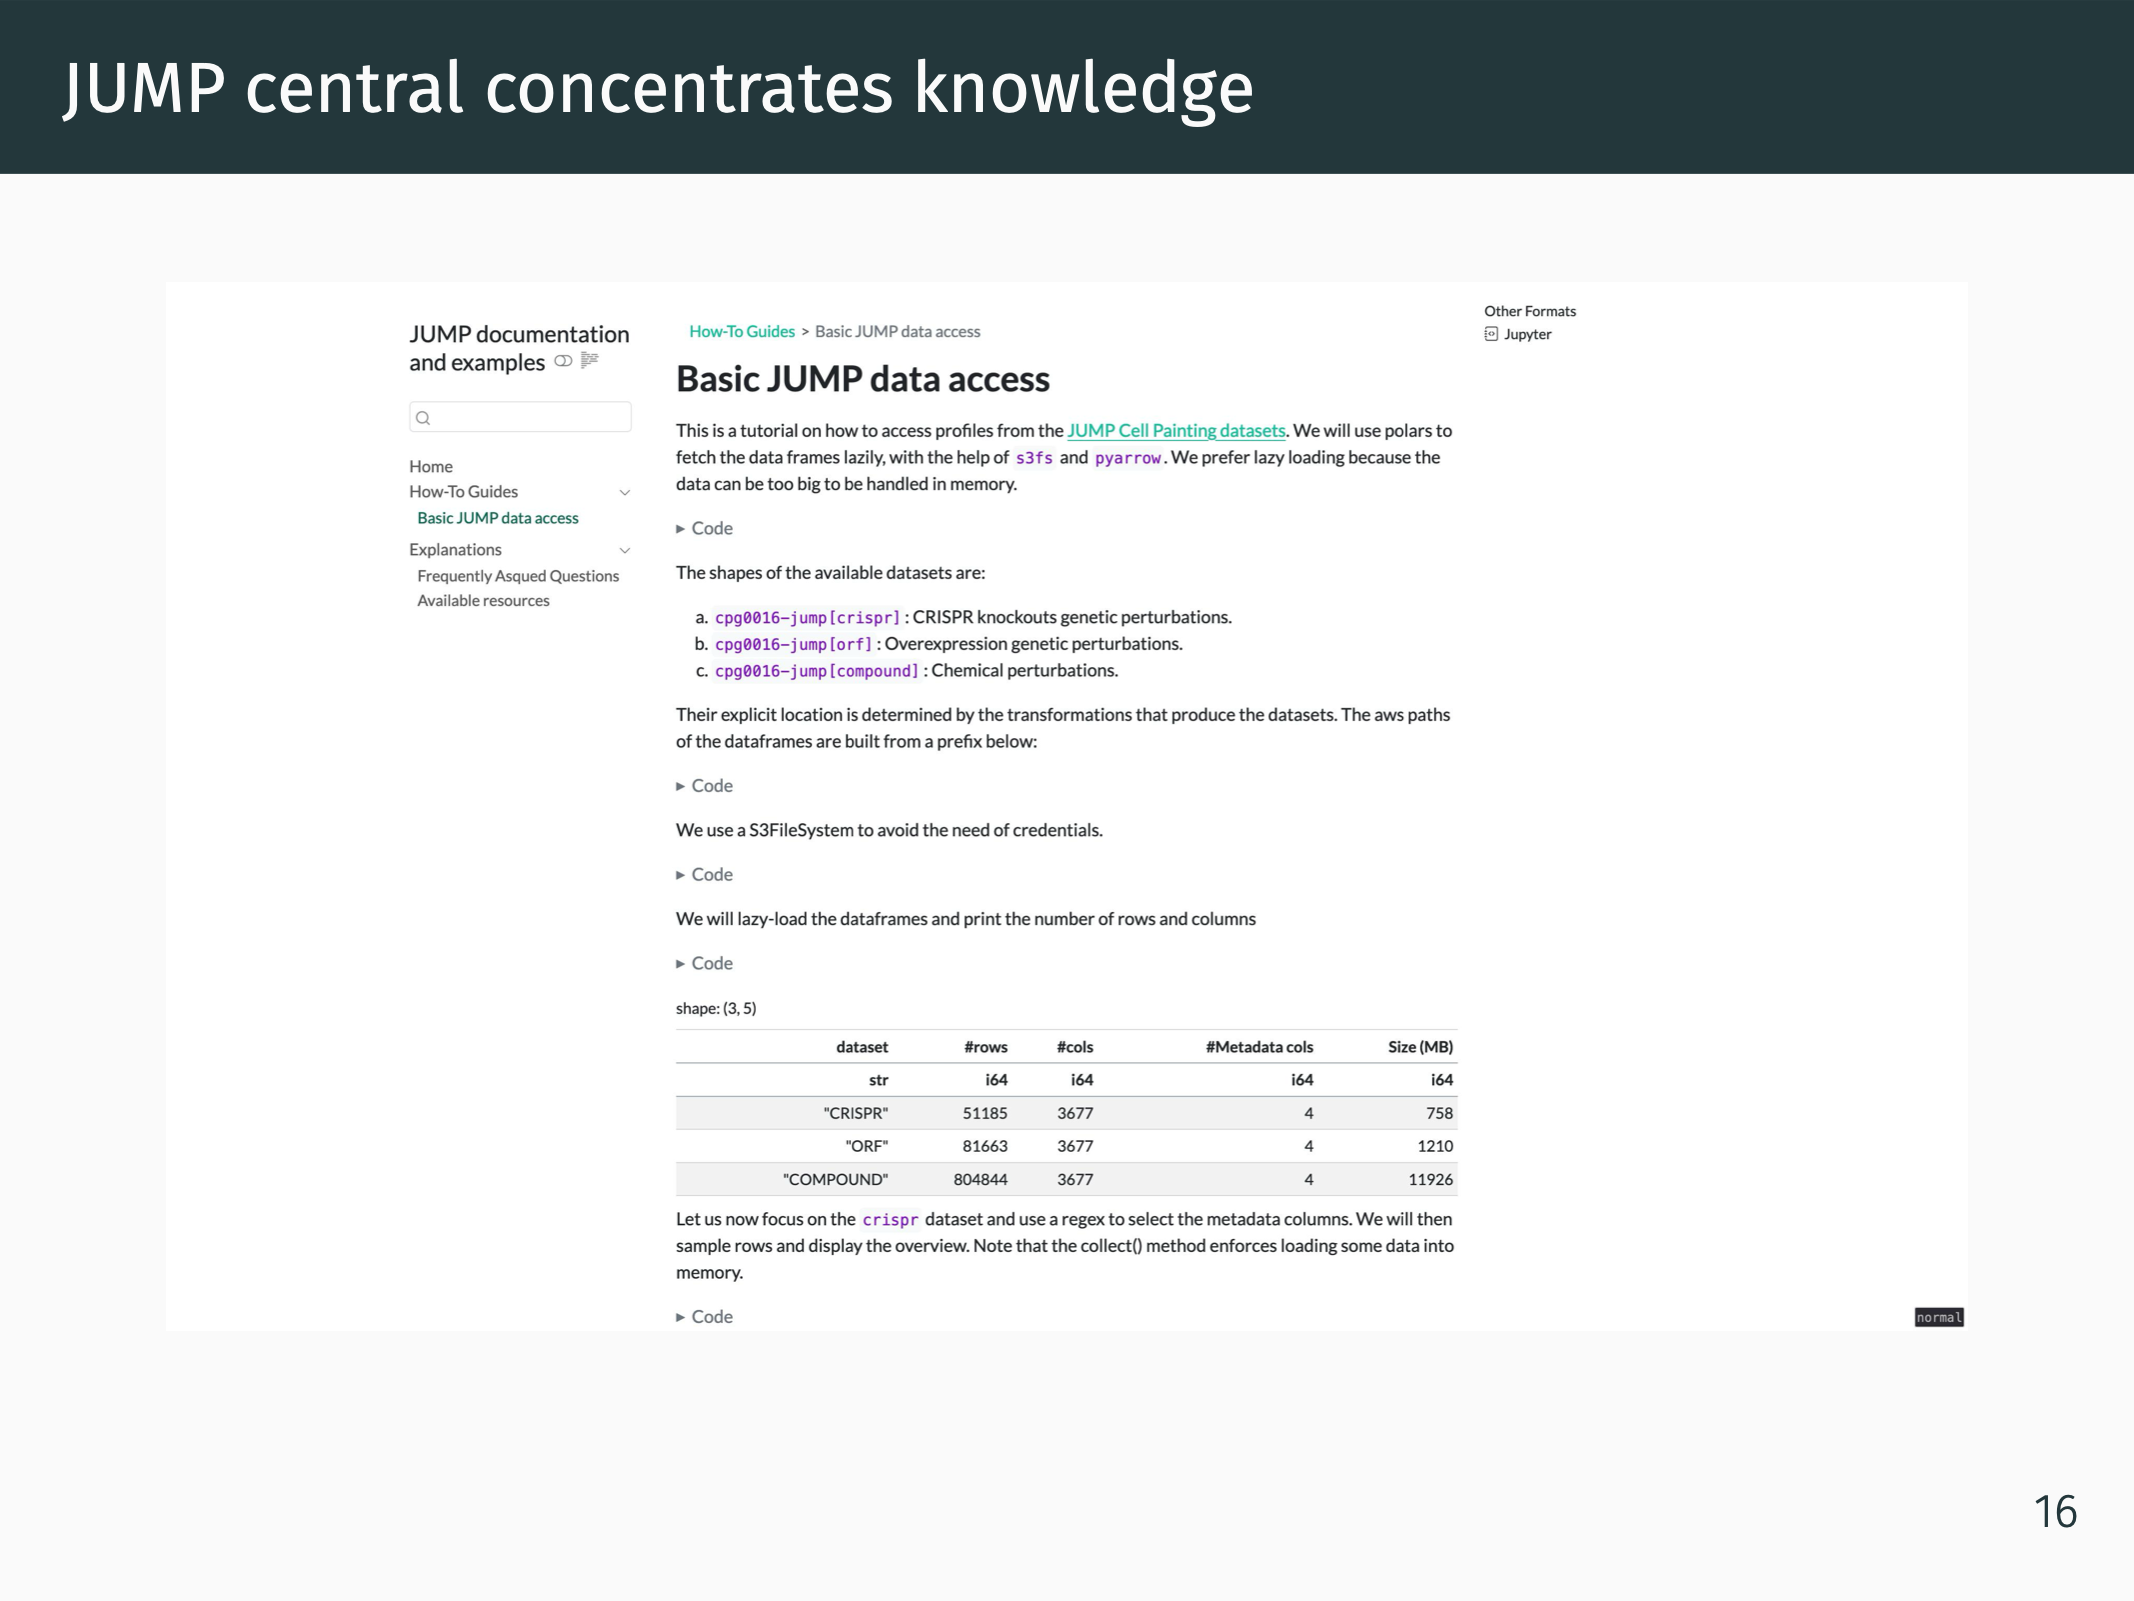 JUMP central concentrates knowledge
JUMP documentation
and examples
Home
How-To Guides
Basic JUMP data access
Explanations
Frequently Asqued Questions
Available resources
How-To Guides > Basic JUMP data access
Basic JUMP data access
This is a tutorial on how to access profiles from the JUMP Cell Painting datasets. We will use polars to
fetch the data frames lazily, with the help of s3fs and pyarrow. We prefer lazy loading because the
data can be too big to be handled in memory.
▸ Code
The shapes of the available datasets are:
a. cpg0016-jump[crispr]: CRISPR knockouts genetic perturbations.
b. cpg0016-jump[orf]: Overexpression genetic perturbations.
c. cpg0016-jump[compound]: Chemical perturbations.
Their explicit location is determined by the transformations that produce the datasets. The aws paths
of the dataframes are built from a prefix below:
▸ Code
We use a S3FileSystem to avoid the need of credentials.
▸ Code
We will lazy-load the dataframes and print the number of rows and columns
▸ Code
shape: (3, 5)
dataset #rows #cols #Metadata cols Size (MB)
str i64 i64 i64 i64
"CRISPR" 51185 3677 4 758
"ORF" 81663 3677 4 1210
"COMPOUND" 804844 3677 4 11926
Let us now focus on the crispr dataset and use a regex to select the metadata columns. We will then
sample rows and display the overview. Note that the collect() method enforces loading some data into
memory.
▸ Code
Other Formats
Jupyter
normal
16